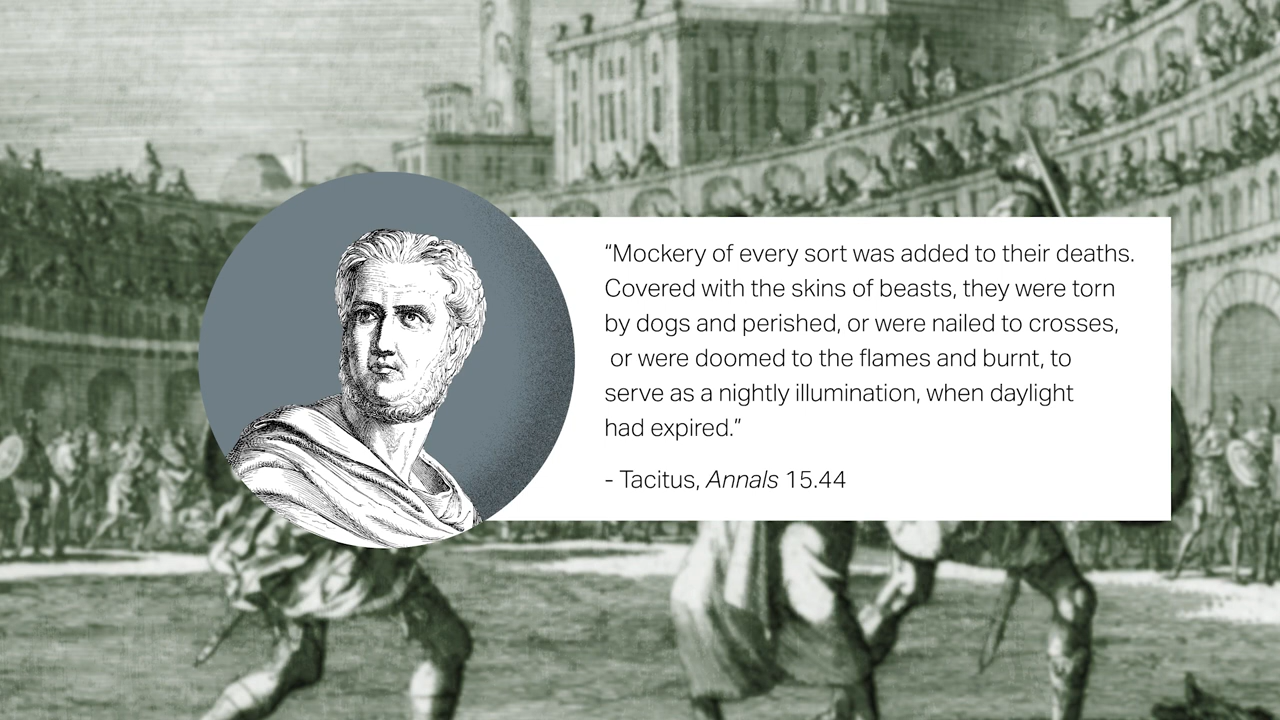 “Mockery of every sort was added to their deaths.
Covered with the skins of beasts, they were torn
by dogs and perished, or were nailed to crosses,
or were doomed to the flames and burnt, to
serve as a nightly illumination, when daylight
had expired.”
- Tacitus, Annals 15.44